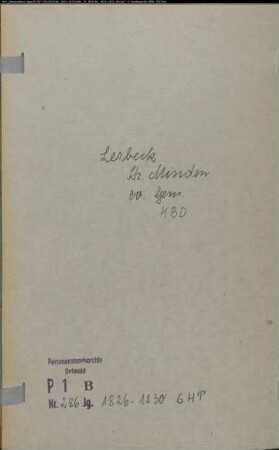 Lerbeck
Kr. Minden
ev. Gem.
KBD
Personenstandsarchiv
Detmold
P 1 B
Nr. 286 Jg. 1826-1830 GHT